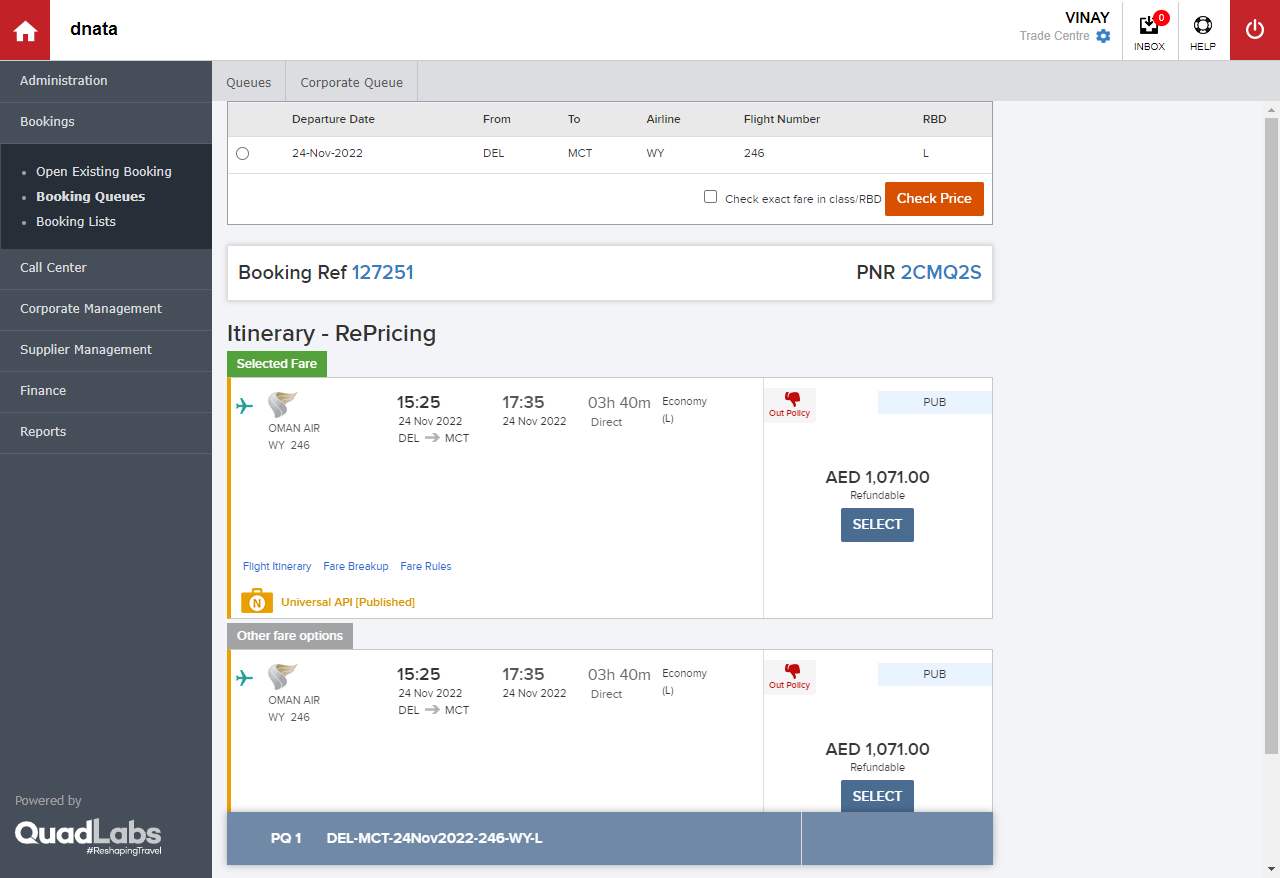 dnata
VINAY
Trade Centre
0
INBOX
HELP
Administration
Bookings
Open Existing Booking
Booking Queues
Booking Lists
Call Center
Corporate Management
Supplier Management
Finance
Reports
Powered by
QuadLabs
#ReshapingTravel
Queues
Corporate Queue
Departure Date From To Airline Flight Number RBD
24-Nov-2022 DEL MCT WY 246 L
Check exact fare in class/RBD Check Price
Booking Ref 127251 PNR 2CMQ2S
Itinerary - RePricing
Selected Fare
OMAN AIR
WY 246
15:25
24 Nov 2022
DEL MCT
17:35
24 Nov 2022
03h 40m
Direct
Economy
(L)
Out Policy
PUB
AED 1,071.00
Refundable
SELECT
Flight Itinerary Fare Breakup Fare Rules
N
Universal API [Published]
Other fare options
OMAN AIR
WY 246
15:25
24 Nov 2022
DEL MCT
17:35
24 Nov 2022
03h 40m
Direct
Economy
(L)
Out Policy
PUB
AED 1,071.00
Refundable
SELECT
PQ 1 DEL-MCT-24Nov2022-246-WY-L